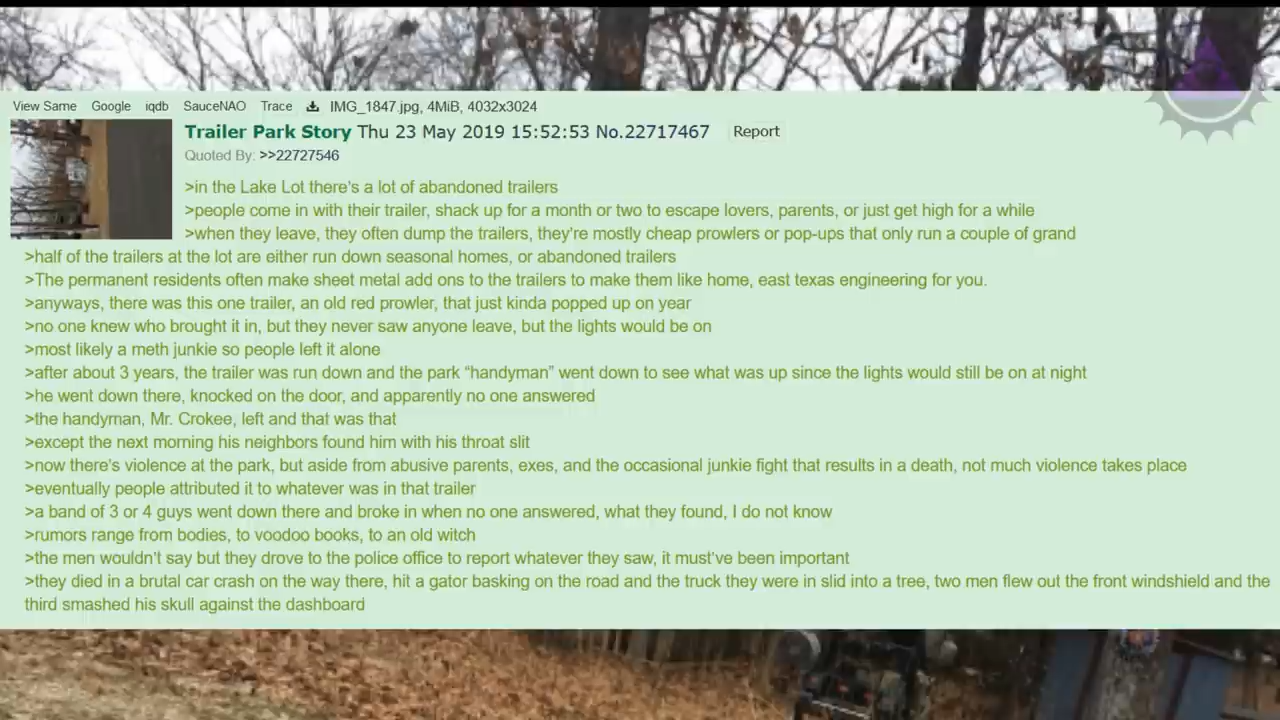 View Same Google iqdb SauceNAO Trace IMG_1847.jpg, 4MiB, 4032x3024
Trailer Park Story Thu 23 May 2019 15:52:53 No.22717467 Report
Quoted By: >>22727546
>in the Lake Lot there's a lot of abandoned trailers
>people come in with their trailer, shack up for a month or two to escape lovers, parents, or just get high for a while
>when they leave, they often dump the trailers, they're mostly cheap prowlers or pop-ups that only run a couple of grand
>half of the trailers at the lot are either run down seasonal homes, or abandoned trailers
>The permanent residents often make sheet metal add ons to the trailers to make them like home, east texas engineering for you.
>anyways, there was this one trailer, an old red prowler, that just kinda popped up on year
>no one knew who brought it in, but they never saw anyone leave, but the lights would be on
>most likely a meth junkie so people left it alone
>after about 3 years, the trailer was run down and the park “handyman” went down to see what was up since the lights would still be on at night
>he went down there, knocked on the door, and apparently no one answered
>the handyman, Mr. Crokee, left and that was that
>except the next morning his neighbors found him with his throat slit
>now there's violence at the park, but aside from abusive parents, exes, and the occasional junkie fight that results in a death, not much violence takes place
>eventually people attributed it to whatever was in that trailer
>a band of 3 or 4 guys went down there and broke in when no one answered, what they found, I do not know
>rumors range from bodies, to voodoo books, to an old witch
>the men wouldn’t say but they drove to the police office to report whatever they saw, it must’ve been important
>they died in a brutal car crash on the way there, hit a gator basking on the road and the truck they were in slid into a tree, two men flew out the front windshield and the
third smashed his skull against the dashboard